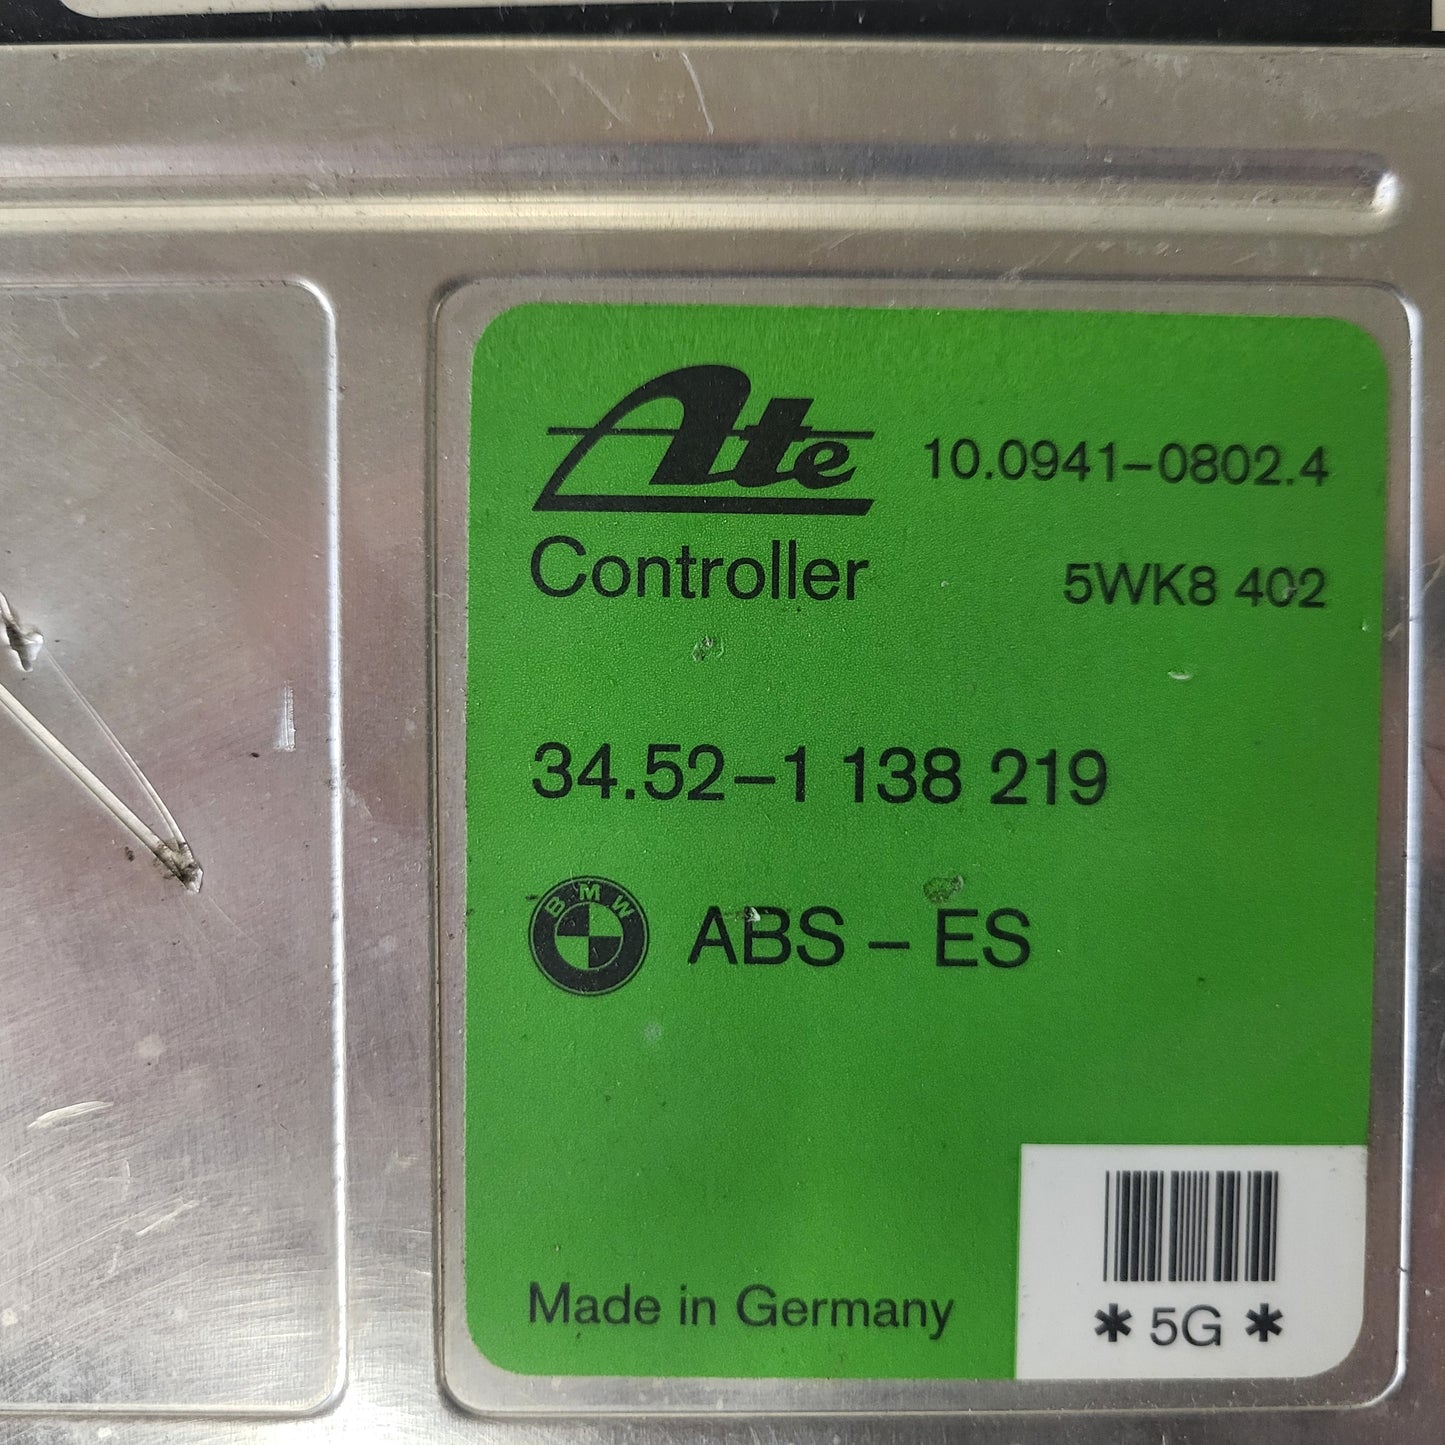 Ate 10.0941-0802.4
Controller 5WK8 402
34.52-1 138 219
BMW ABS - ES
Made in Germany
* 5G *